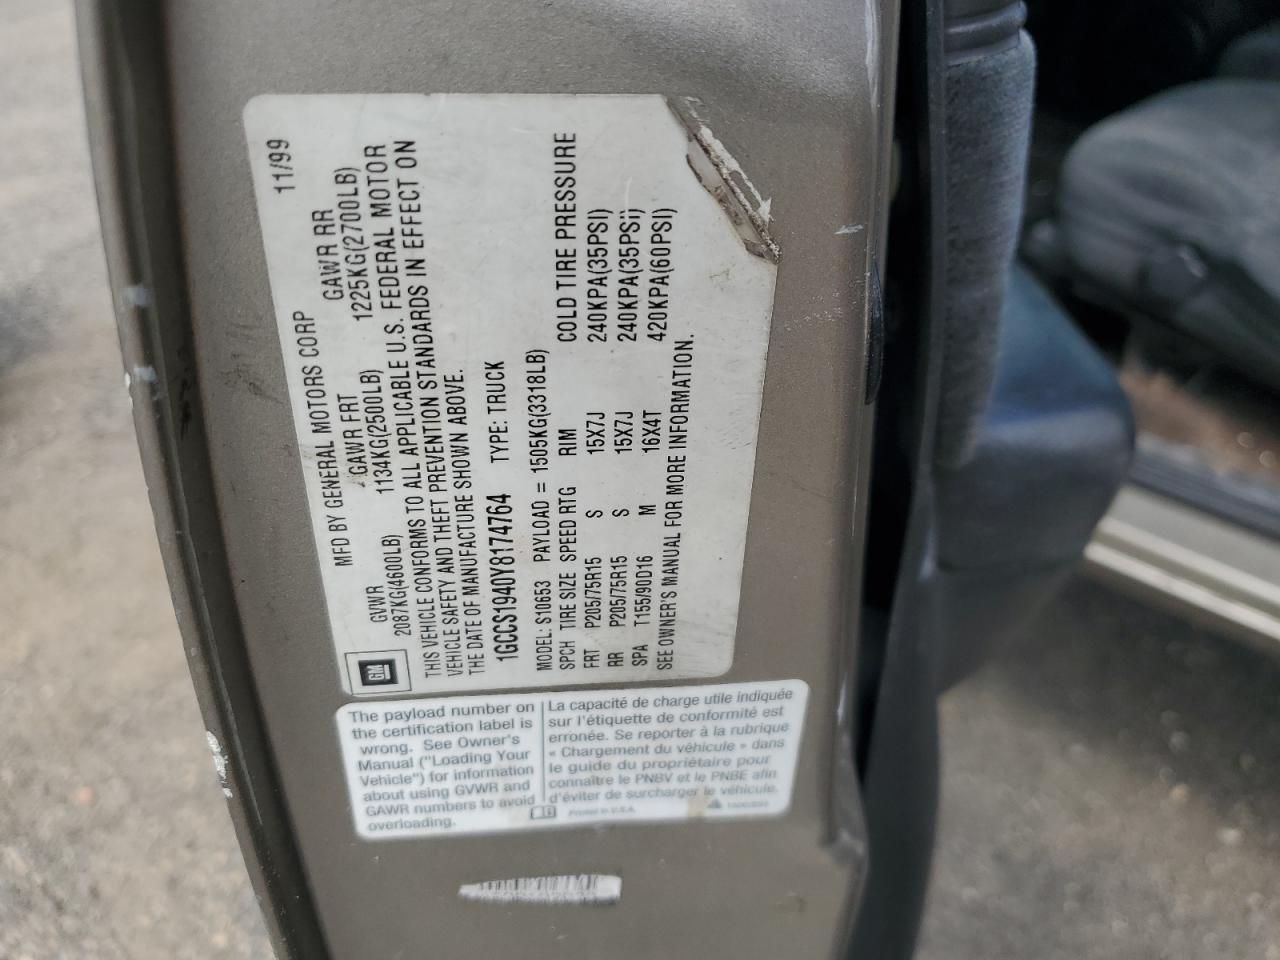 MFD BY GENERAL MOTORS CORP 11/99
GVWR GAWR FRT GAWR RR
2087KG(4600LB) 1134KG(2500LB) 1225KG(2700LB)
THIS VEHICLE CONFORMS TO ALL APPLICABLE U.S. FEDERAL MOTOR
VEHICLE SAFETY AND THEFT PREVENTION STANDARDS IN EFFECT ON
THE DATE OF MANUFACTURE SHOWN ABOVE.
1GCCS1940Y8174764 TYPE: TRUCK
MODEL: S10653 PAYLOAD = 1505KG(3318LB)
SPCH TIRE SIZE SPEED RTG RIM COLD TIRE PRESSURE
FRT P205/75R15 S 15X7J 240KPA(35PSI)
RR P205/75R15 S 15X7J 240KPA(35PSI)
SPA T155/90D16 M 16X4T 420KPA(60PSI)
SEE OWNER'S MANUAL FOR MORE INFORMATION.
GM
The payload number on
the certification label is
wrong. See Owner's
Manual ("Loading Your
Vehicle") for information
about using GVWR and
GAWR numbers to avoid
overloading.
La capacité de charge utile indiquée
sur l'étiquette de conformité est
erronée. Se reporter à la rubrique
« Chargement du véhicule » dans
le guide du propriétaire pour
connaître le PNBV et le PNBE afin
d'éviter de surcharger le véhicule.
Printed in U.S.A.